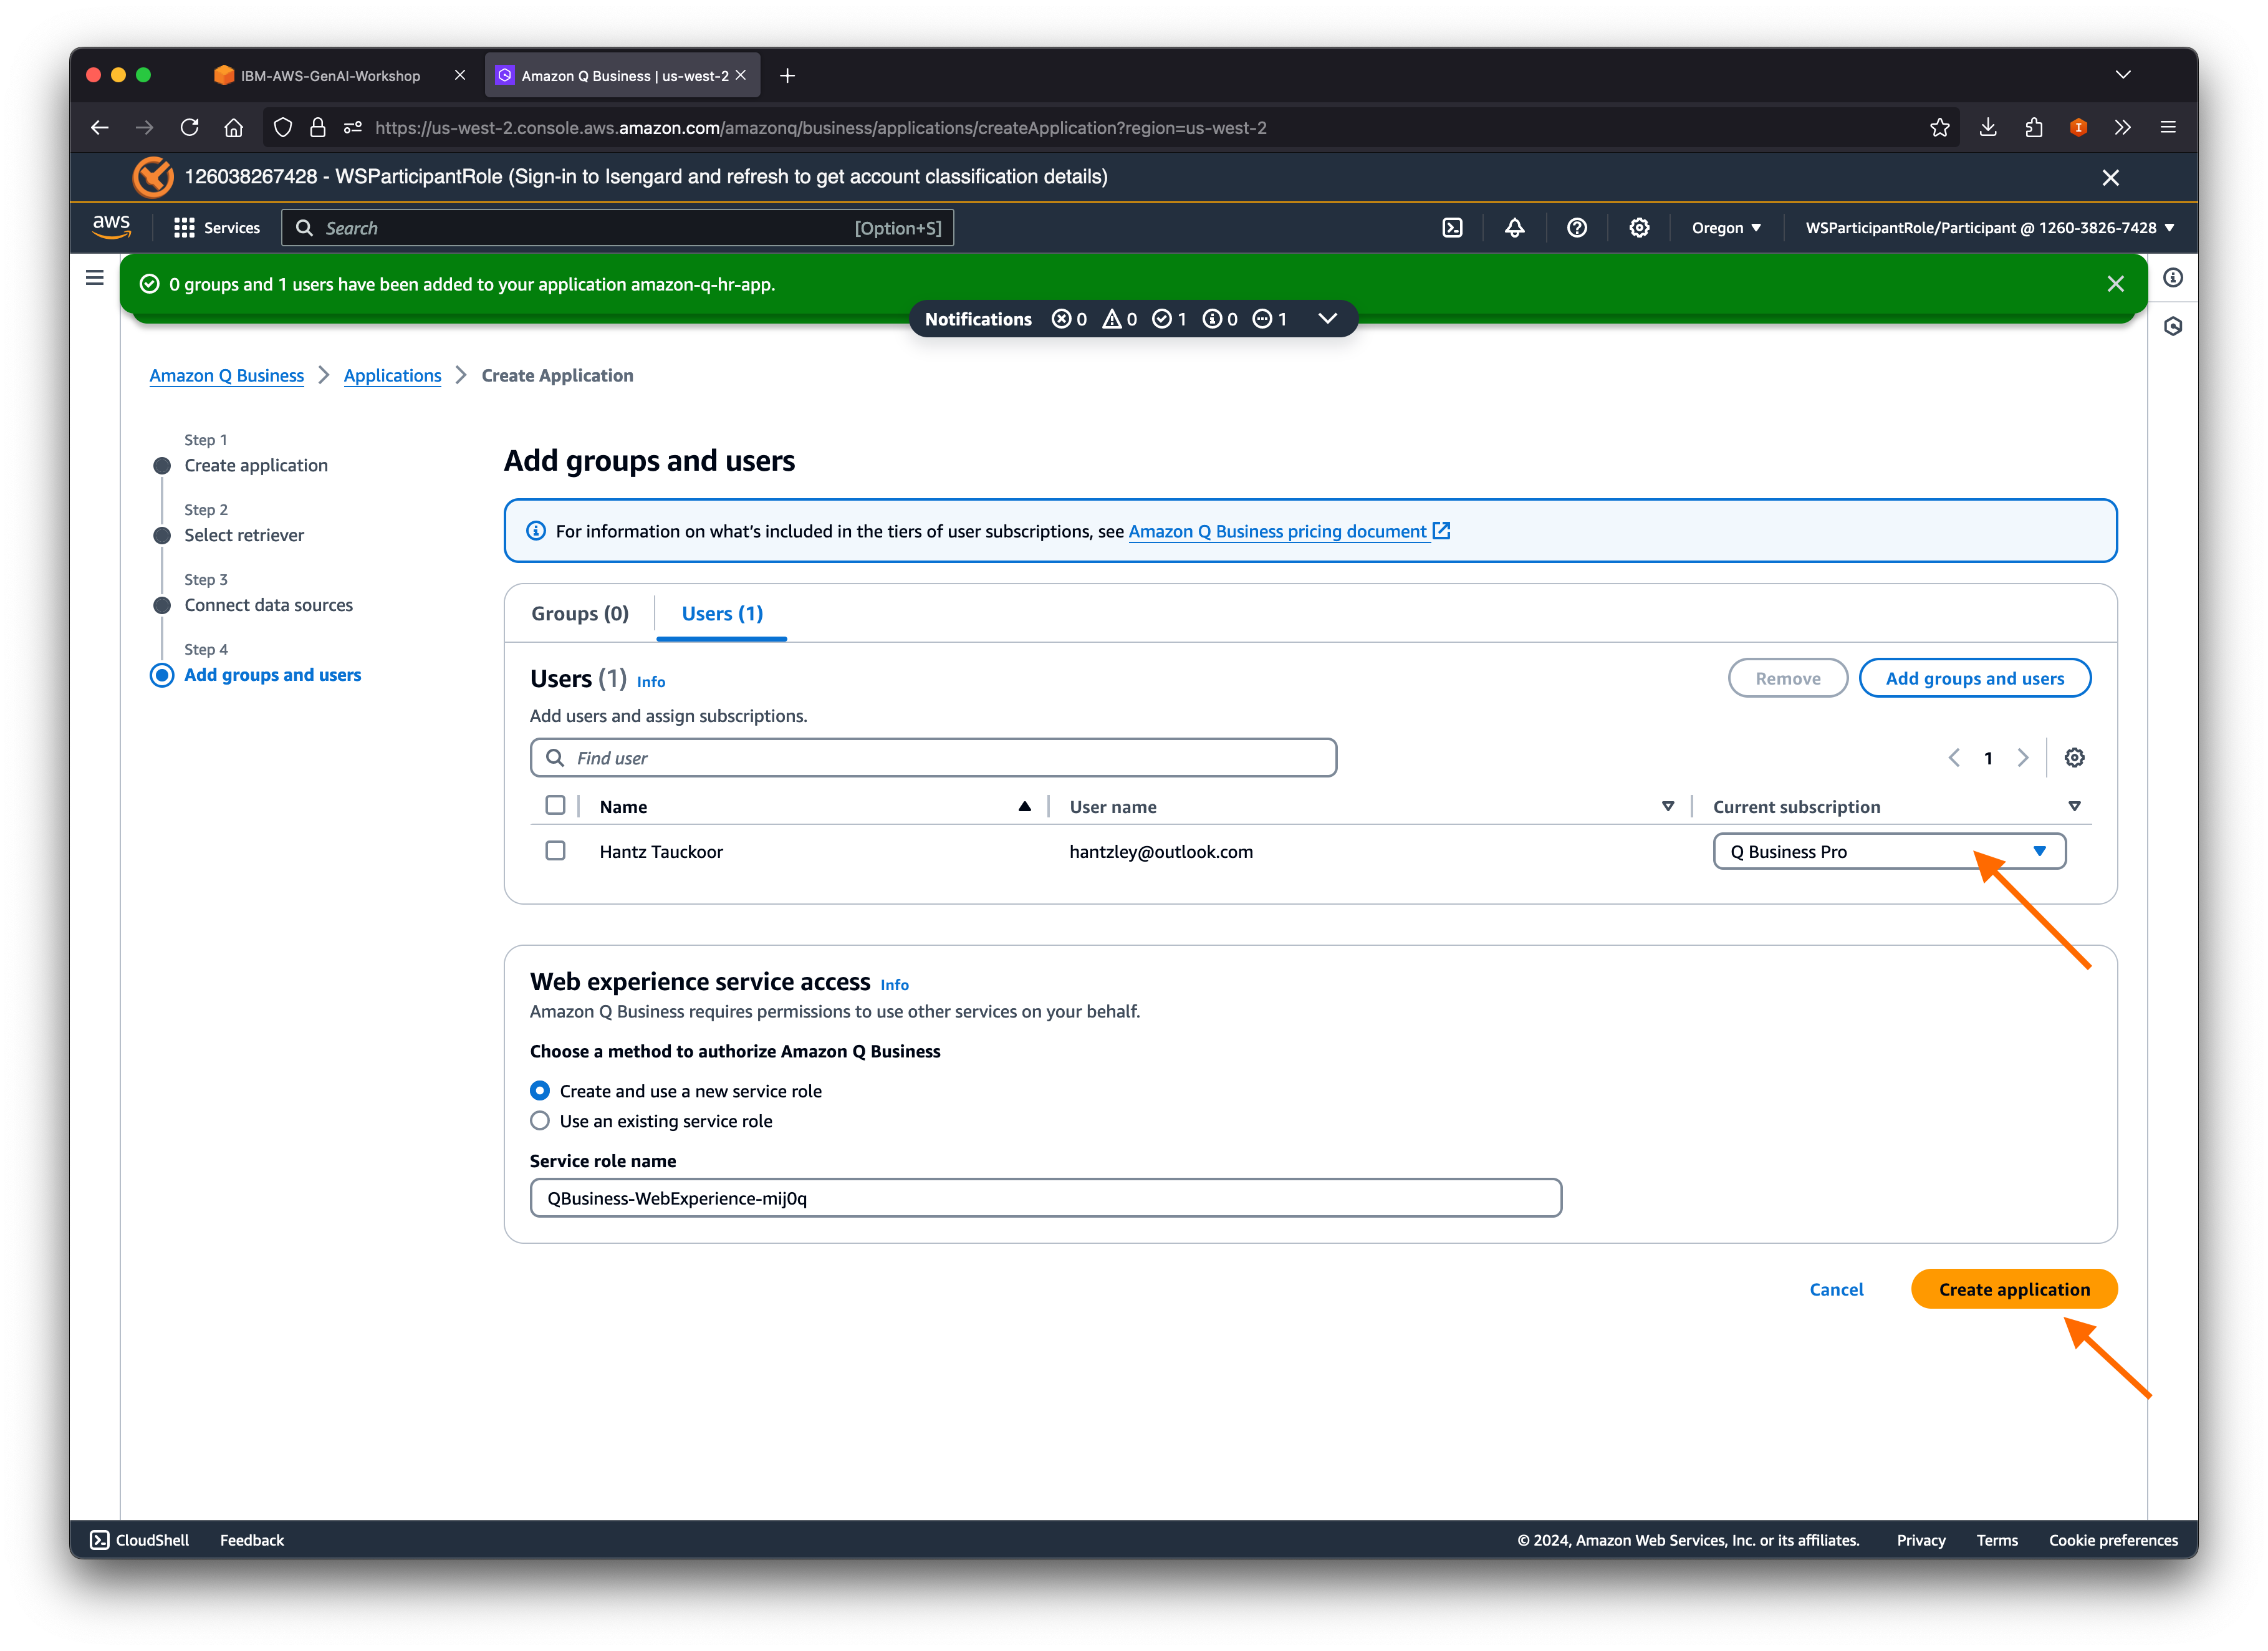 IBM-AWS-GenAI-Workshop
Amazon Q Business | us-west-2
https://us-west-2.console.aws.amazon.com/amazonq/business/applications/createApplication?region=us-west-2
126038267428 - WSParticipantRole (Sign-in to Isengard and refresh to get account classification details)
aws Services Search [Option+S] Oregon WSParticipantRole/Participant @ 1260-3826-7428
0 groups and 1 users have been added to your application amazon-q-hr-app.
Notifications 0 0 1 0 1
Amazon Q Business Applications Create Application
Step 1
Create application
Step 2
Select retriever
Step 3
Connect data sources
Step 4
Add groups and users
Add groups and users
For information on what's included in the tiers of user subscriptions, see Amazon Q Business pricing document
Groups (0) Users (1)
Users (1) Info Remove Add groups and users
Add users and assign subscriptions.
Find user 1
Name User name Current subscription
Hantz Tauckoor hantzley@outlook.com Q Business Pro
Web experience service access Info
Amazon Q Business requires permissions to use other services on your behalf.
Choose a method to authorize Amazon Q Business
Create and use a new service role
Use an existing service role
Service role name
QBusiness-WebExperience-mij0q
Cancel Create application
CloudShell Feedback © 2024, Amazon Web Services, Inc. or its affiliates. Privacy Terms Cookie preferences